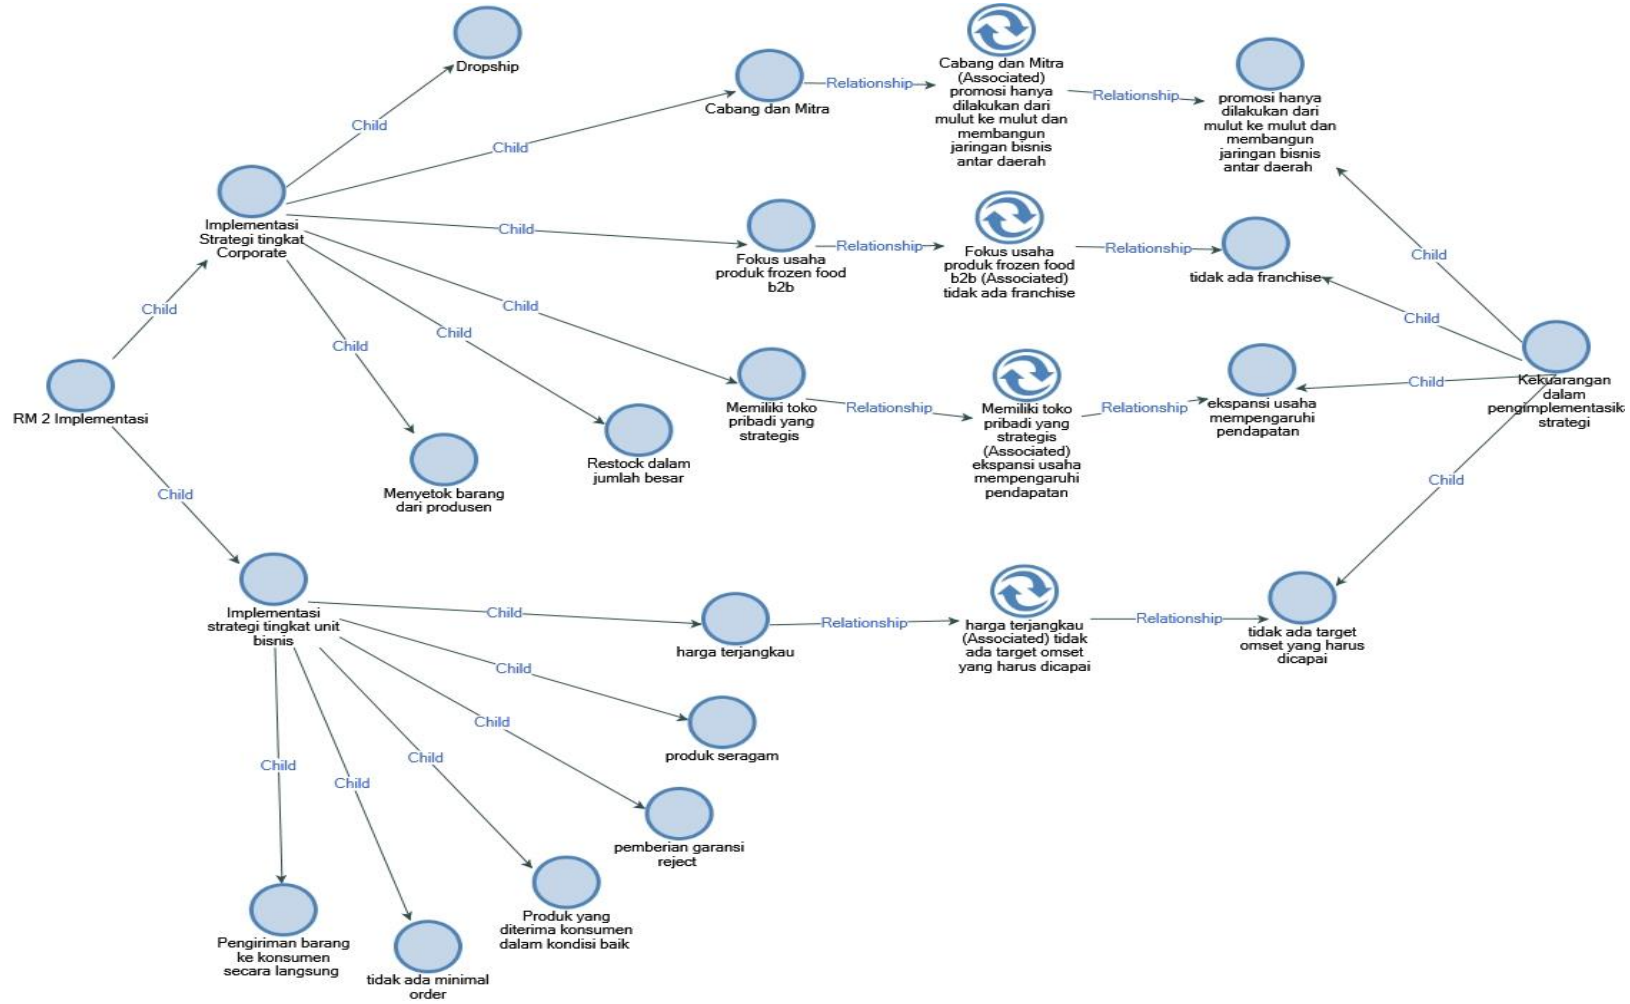 Dropship
Child
Cabang dan Mitra
Relationship
Cabang dan Mitra
(Associated)
promosi hanya
dilakukan dari
mulut ke mulut dan
membangun
jaringan bisnis
antar daerah
Relationship
promosi hanya
dilakukan dari
mulut ke mulut dan
membangun
jaringan bisnis
antar daerah
Child
Implementasi
Strategi tingkat
Corporate
Child
Fokus usaha
produk frozen food
b2b
Relationship
Fokus usaha
produk frozen food
b2b (Associated)
tidak ada franchise
Relationship
tidak ada franchise
Child
Child
Child
Child
Child
Child
Memiliki toko
pribadi yang
strategis
Relationship
Memiliki toko
pribadi yang
strategis
(Associated)
ekspansi usaha
mempengaruhi
pendapatan
Relationship
ekspansi usaha
mempengaruhi
pendapatan
Child
Kekuarangan
dalam
pengimplementasika
strategi
RM 2 Implementasi
Restock dalam
jumlah besar
Menyetok barang
dari produsen
Child
Child
Implementasi
strategi tingkat unit
bisnis
Child
harga terjangkau
Relationship
harga terjangkau
(Associated) tidak
ada target omset
yang harus dicapai
Relationship
tidak ada target
omset yang harus
dicapai
Child
produk seragam
Child
Child
Child
Child
pemberian garansi
reject
Produk yang
diterima konsumen
dalam kondisi baik
Pengiriman barang
ke konsumen
secara langsung
tidak ada minimal
order